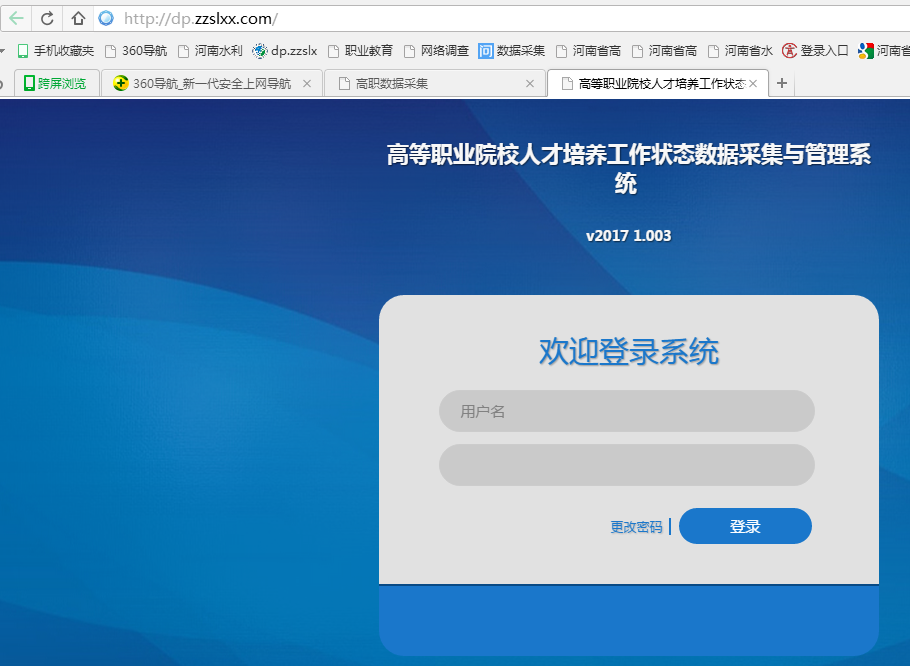 http://dp.zzslxx.com/
手机收藏夹 360导航 河南水利 dp.zzslx 职业教育 网络调查 数据采集 河南省高 河南省高 河南省水 登录入口 河南省
跨屏浏览 360导航_新一代安全上网导航 高职数据采集 高等职业院校人才培养工作状态
高等职业院校人才培养工作状态数据采集与管理系
统
v2017 1.003
欢迎登录系统
用户名
更改密码
登录